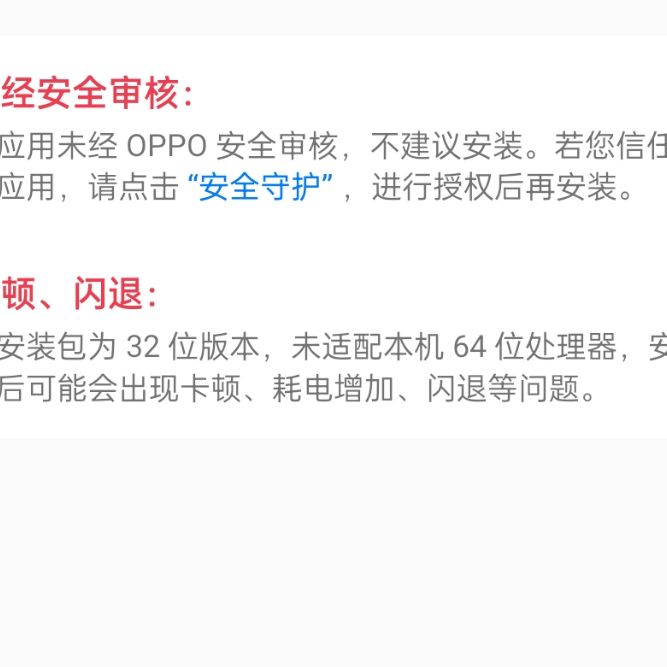 经安全审核：
应用未经 OPPO 安全审核，不建议安装。若您信任
应用，请点击 “安全守护” ，进行授权后再安装。
顿、闪退：
安装包为 32 位版本，未适配本机 64 位处理器，安
后可能会出现卡顿、耗电增加、闪退等问题。